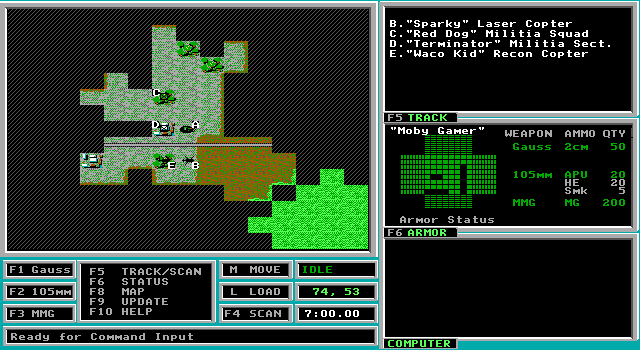 C
D
A
E
B
F1 Gauss
F2 105mm
F3 MMG
F5 TRACK/SCAN
F6 STATUS
F8 MAP
F9 UPDATE
F10 HELP
M MOVE
L LOAD
F4 SCAN
IDLE
74, 53
7:00.00
Ready for Command Input
B."Sparky" Laser Copter
C."Red Dog" Militia Squad
D."Terminator" Militia Sect.
E."Waco Kid" Recon Copter
F5 TRACK
"Moby Gamer" WEAPON AMMO QTY
Gauss 2cm 50
105mm APU 20
HE 20
Smk 5
MMG MG 200
Armor Status
F6 ARMOR
COMPUTER